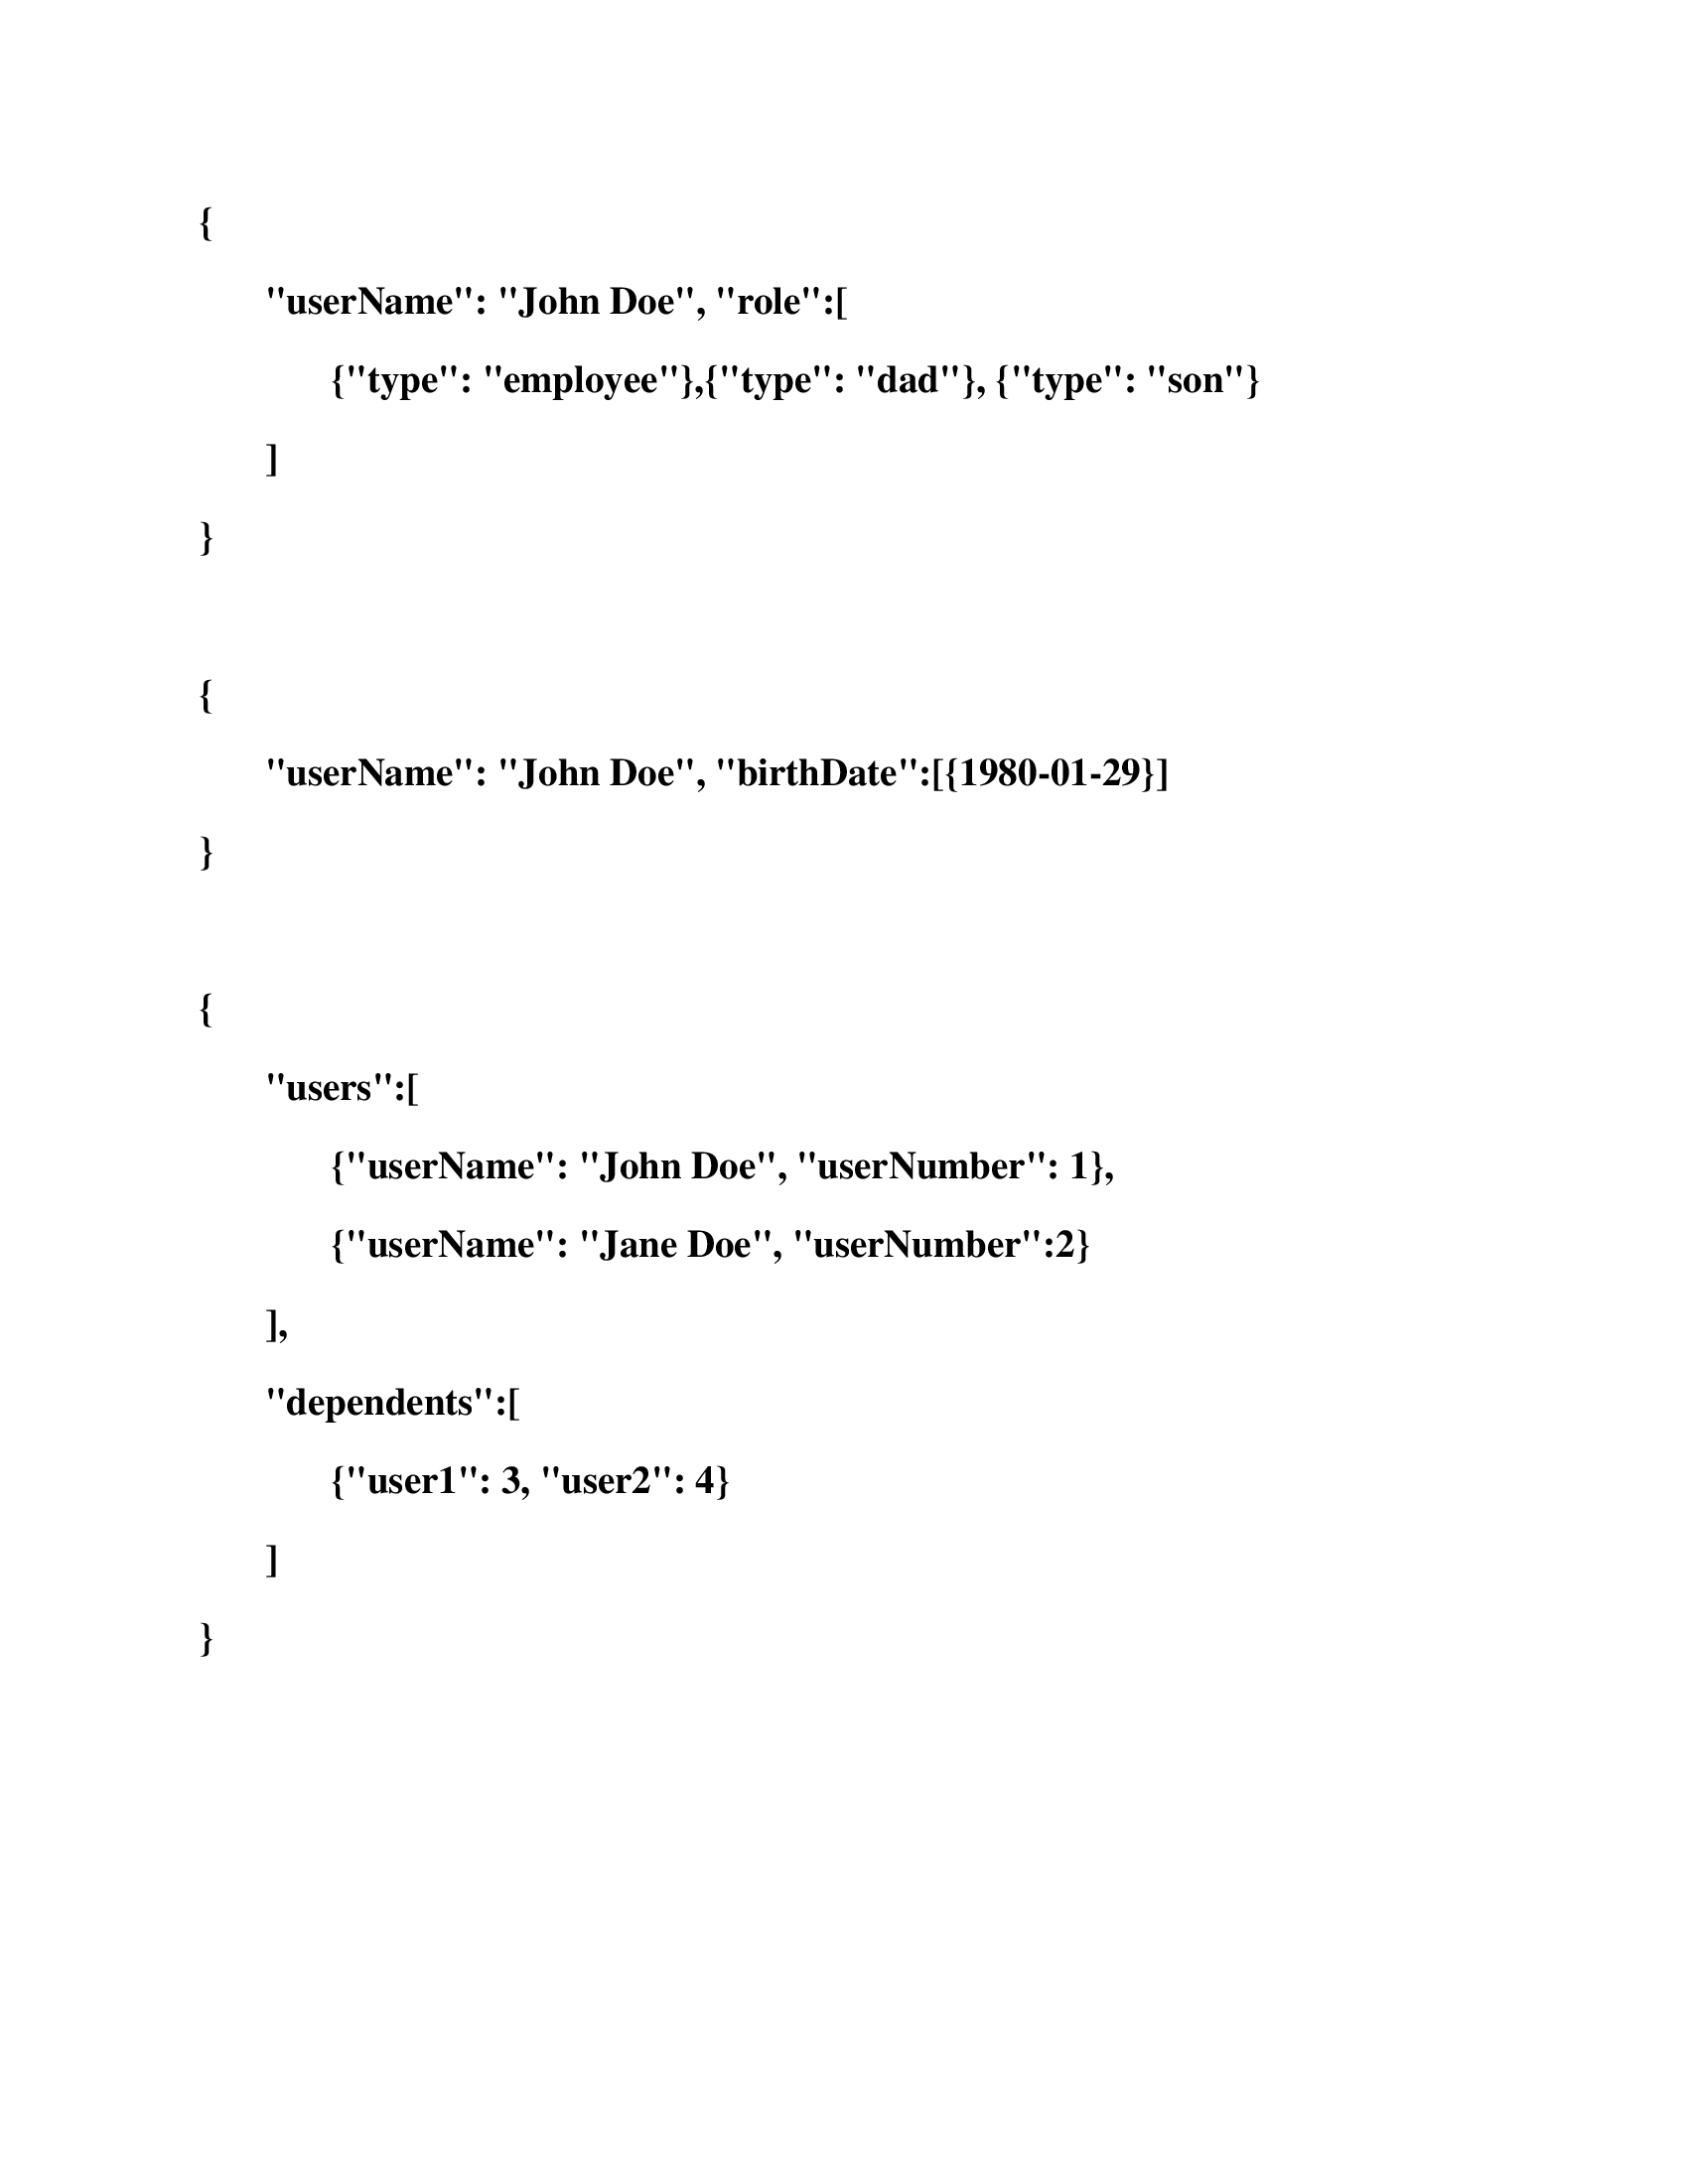 {
"userName": "John Doe", "role":[
{"type": "employee"},{"type": "dad"}, {"type": "son"}
]
}
{
"userName": "John Doe", "birthDate":[{1980-01-29}]
}
{
"users":[
{"userName": "John Doe", "userNumber": 1},
{"userName": "Jane Doe", "userNumber":2}
],
"dependents":[
{"user1": 3, "user2": 4}
]
}